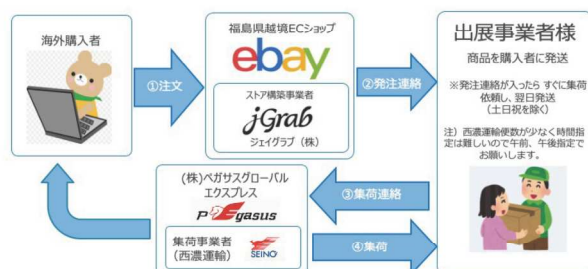 海外購入者
①注文
福島県越境ECショップ
ebay
ストア構築事業者
jGrab
ジェイグラブ（株）
②発注連絡
出展事業者様
商品を購入者に発送
※発注連絡が入ったら すぐに集荷
依頼し、翌日発送
（土日祝を除く）
注）西濃運輸便数が少なく時間指
定は難しいので午前、午後指定で
お願いします。
③集荷連絡
(株)ペガサスグローバル
エクスプレス
Pegasus
集荷事業者
（西濃運輸）
SEINO
④集荷